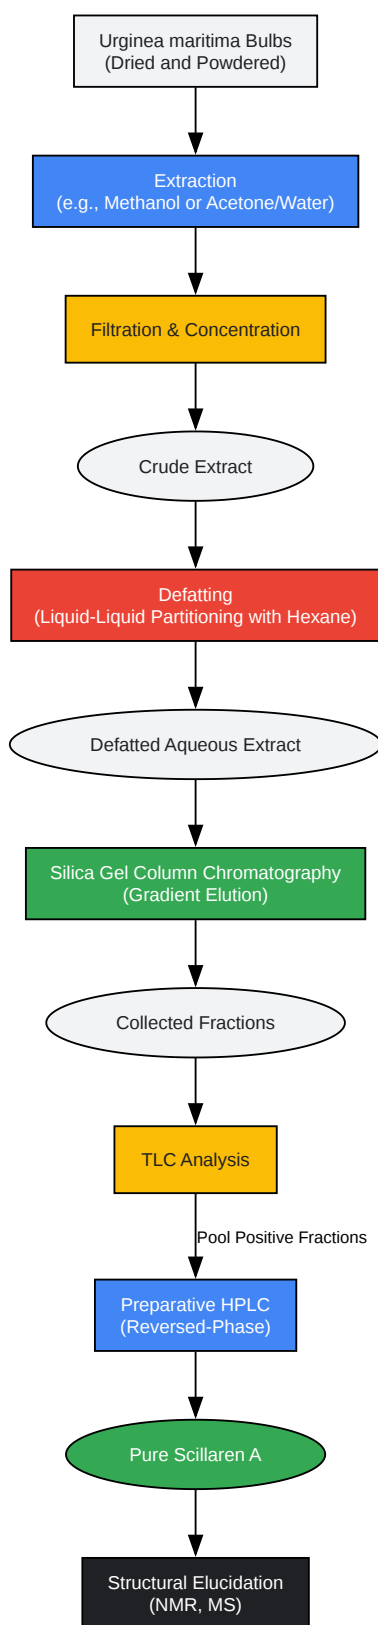 Urginea maritima Bulbs
(Dried and Powdered)
Extraction
(e.g., Methanol or Acetone/Water)
Filtration & Concentration
Crude Extract
Defatting
(Liquid-Liquid Partitioning with Hexane)
Defatted Aqueous Extract
Silica Gel Column Chromatography
(Gradient Elution)
Collected Fractions
TLC Analysis
Pool Positive Fractions
Preparative HPLC
(Reversed-Phase)
Pure Scillaren A
Structural Elucidation
(NMR, MS)